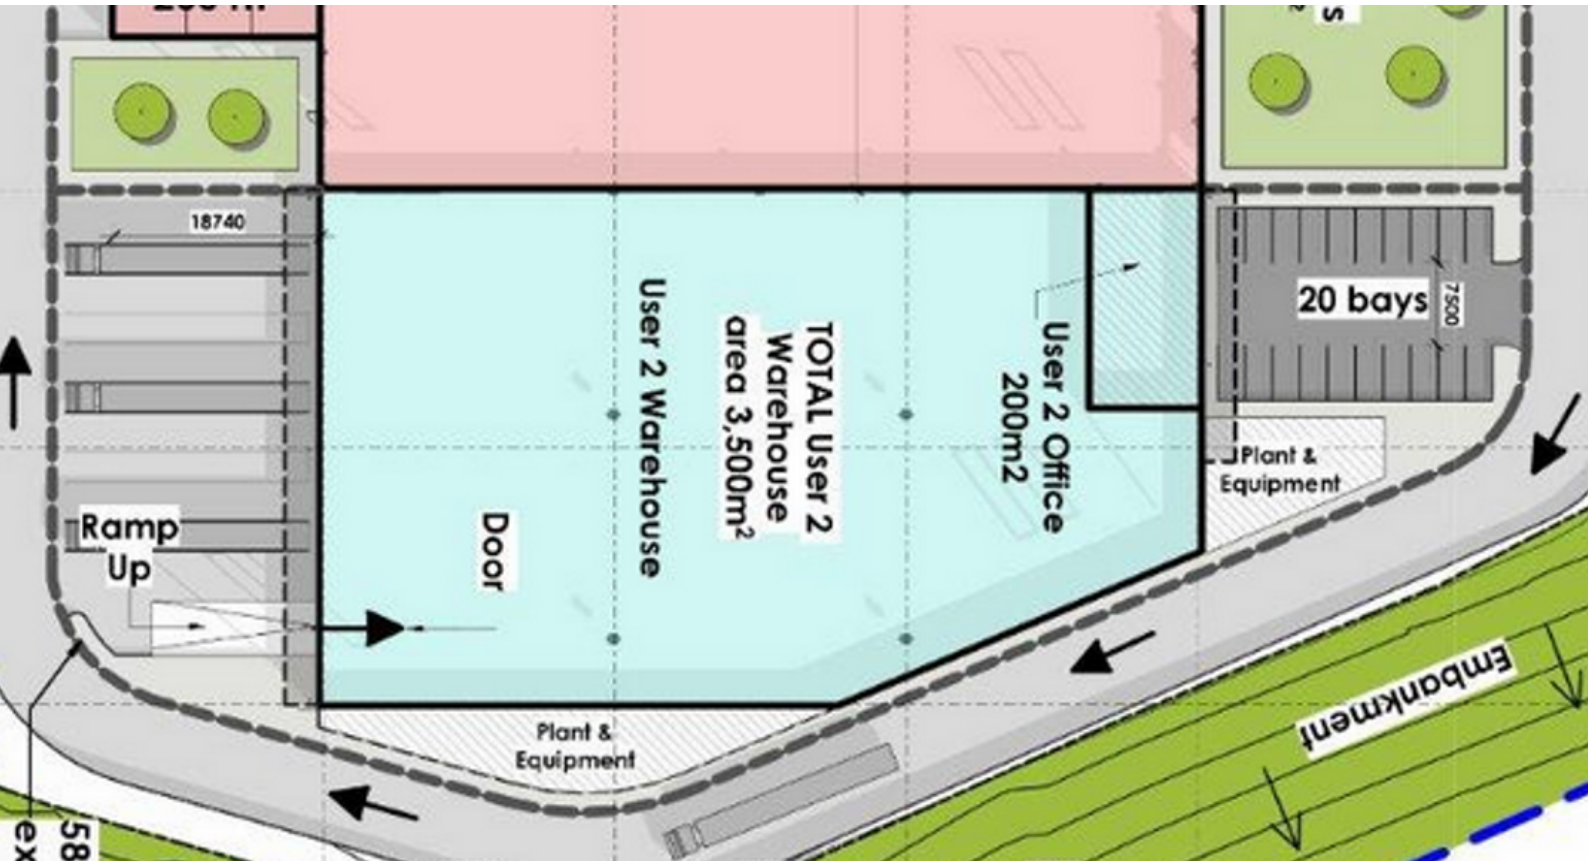 18740
20 bays
7500
User 2 Warehouse
TOTAL User 2
Warehouse
area 3,500m²
User 2 Office
200m2
Plant &
Equipment
Ramp
Up
Door
Plant &
Equipment
Embankment
58
ex